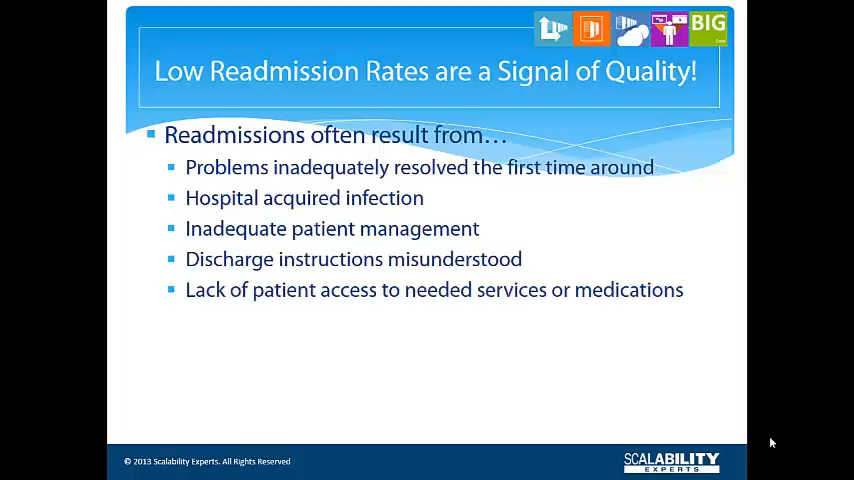 BIG
Data
Low Readmission Rates are a Signal of Quality!
Readmissions often result from…
Problems inadequately resolved the first time around
Hospital acquired infection
Inadequate patient management
Discharge instructions misunderstood
Lack of patient access to needed services or medications
© 2013 Scalability Experts. All Rights Reserved
SCALABILITY
EXPERTS